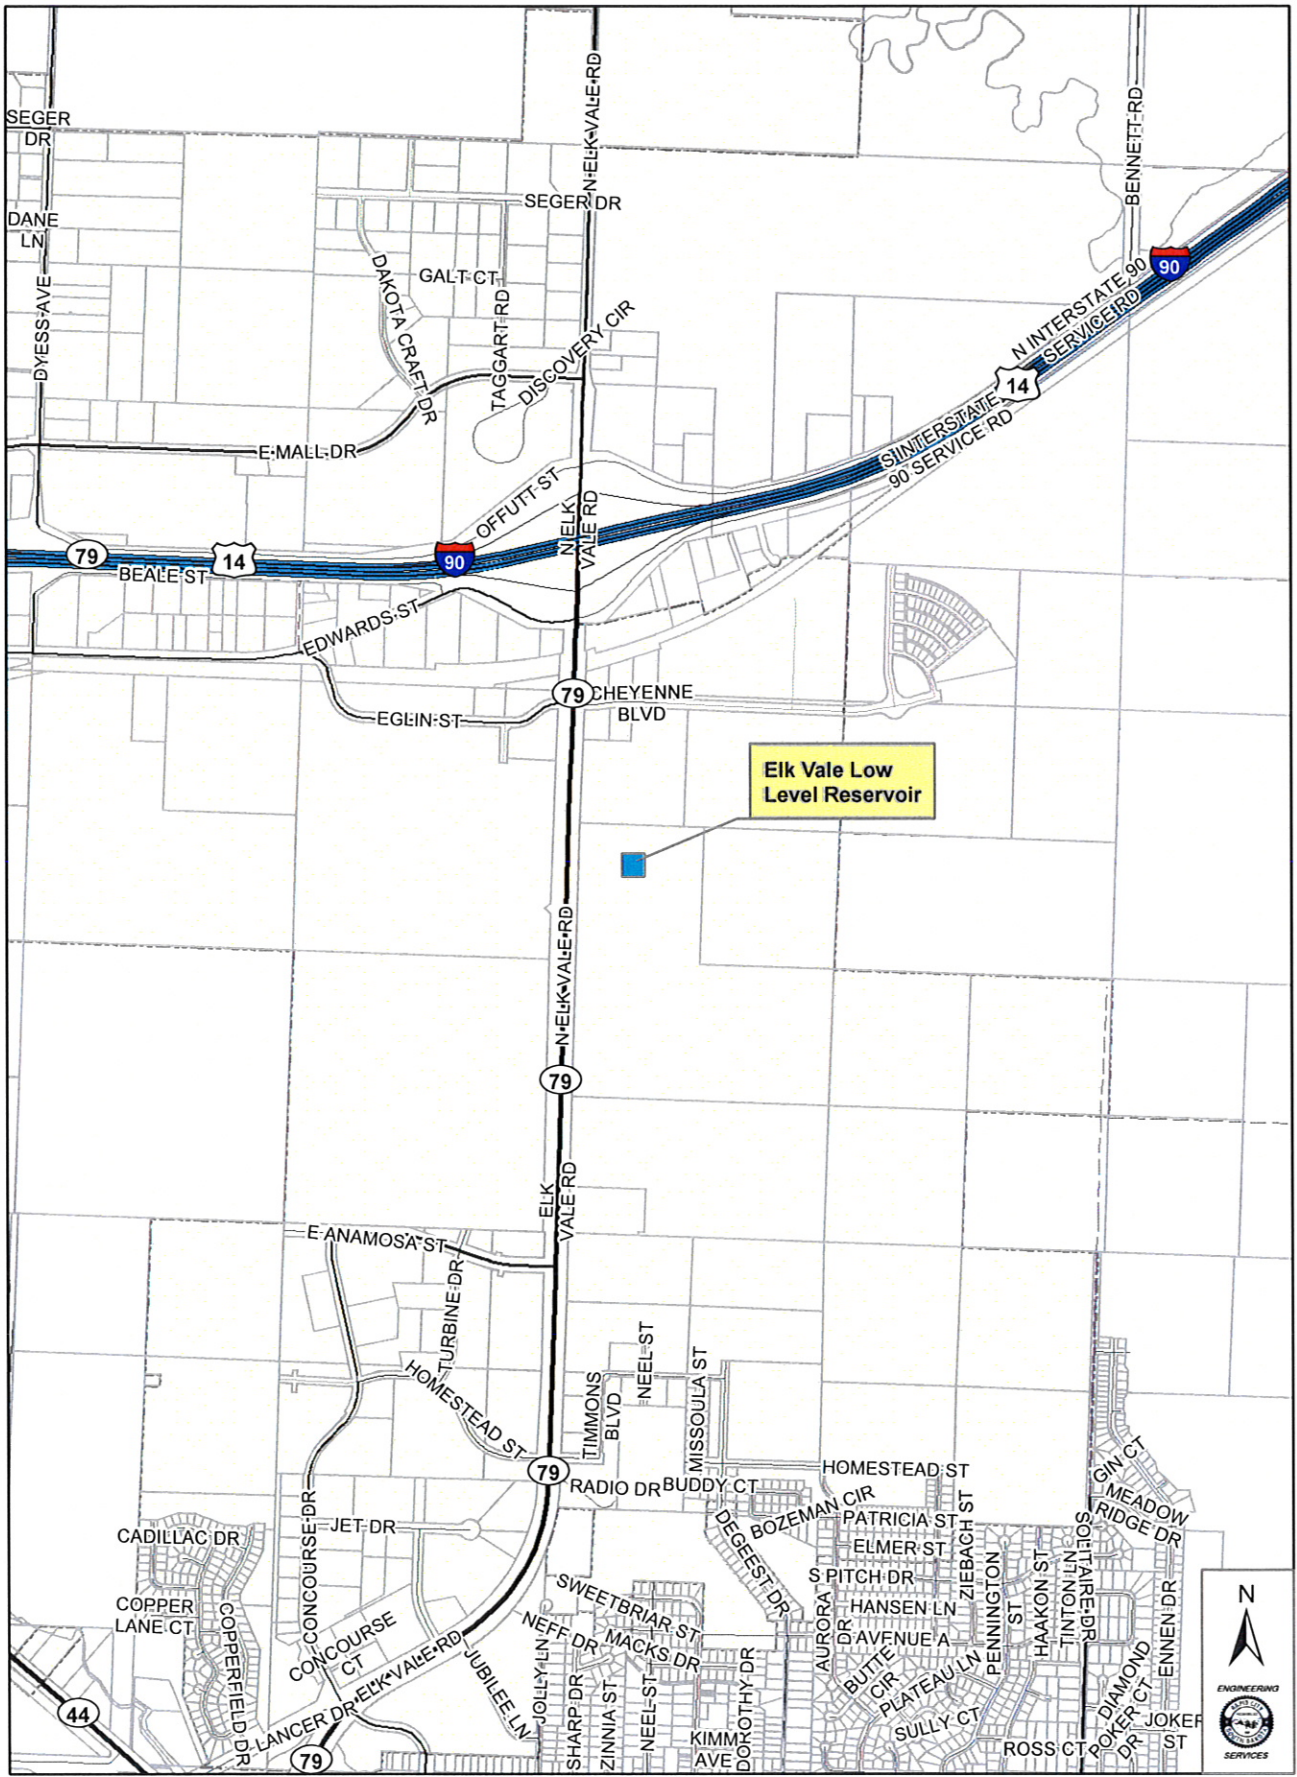 SEGER
DR
N ELK VALE RD
BENNETT RD
SEGER DR
DANE
LN
DYESS AVE
GALT CT
DAKOTA CRAFT DR
TAGGART RD
DISCOVERY CIR
90
N INTERSTATE 90
SERVICE RD
14
S INTERSTATE
90 SERVICE RD
E MALL DR
OFFUTT ST
N ELK
VALE RD
79
14
90
BEALE ST
EDWARDS ST
79
CHEYENNE
BLVD
EGLIN ST
Elk Vale Low
Level Reservoir
N ELK VALE RD
79
ELK
VALE RD
E ANAMOSA ST
TURBINE DR
HOMESTEAD ST
NEEL ST
TIMMONS
BLVD
MISSOULA ST
79
RADIO DR
BUDDY CT
HOMESTEAD ST
GIN CT
MEADOW
RIDGE DR
BOZEMAN CIR
PATRICIA ST
ELMER ST
S PITCH DR
HANSEN LN
AVENUE A
DEGEEST DR
ZIEBACH ST
SOLITAIRE DR
JET DR
CONCOURSE DR
CADILLAC DR
COPPER
LANE CT
COPPERFIELD DR
CONCOURSE
CT
ELK VALE RD
LANCER DR
JUBILEE LN
SWEETBRIAR ST
NEFF DR
MACKS DR
JOLLY LN
SHARP DR
ZINNIA ST
NEEL ST
KIMM
AVE
DOROTHY DR
AURORA
DR
BUTTE
CIR
PLATEAU LN
SULLY CT
PENNINGTON
ST
HAAKON ST
TINTON LN
ENNEN DR
DIAMOND
CT
POKER
DR
JOKER
ST
ROSS CT
44
79
N
ENGINEERING
SERVICES